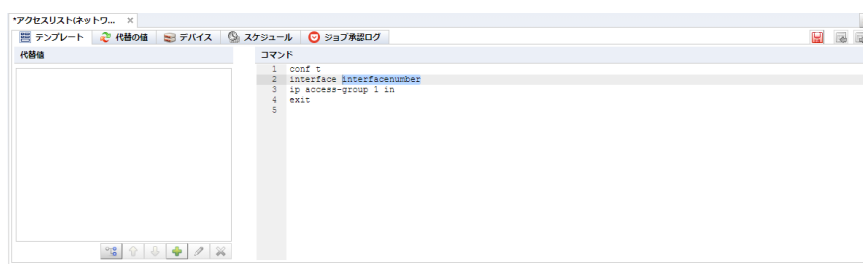 *アクセスリスト(ネットワ... ×
テンプレート 代替の値 デバイス スケジュール ジョブ承認ログ
代替値 コマンド
1 conf t
2 interface interfacenumber
3 ip access-group 1 in
4 exit
5